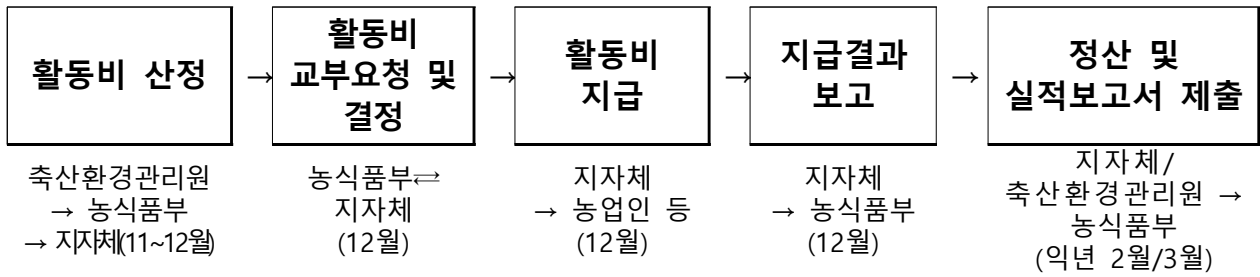 활동비 산정
→
활동비
교부요청 및
결정
→
활동비
지급
→
지급결과
보고
→
정산 및
실적보고서 제출
축산환경관리원
→ 농식품부
→ 지자체(11~12월)
농식품부⇄
지자체
(12월)
지자체
→ 농업인 등
(12월)
지자체
→ 농식품부
(12월)
지자체/
축산환경관리원 →
농식품부
(익년 2월/3월)